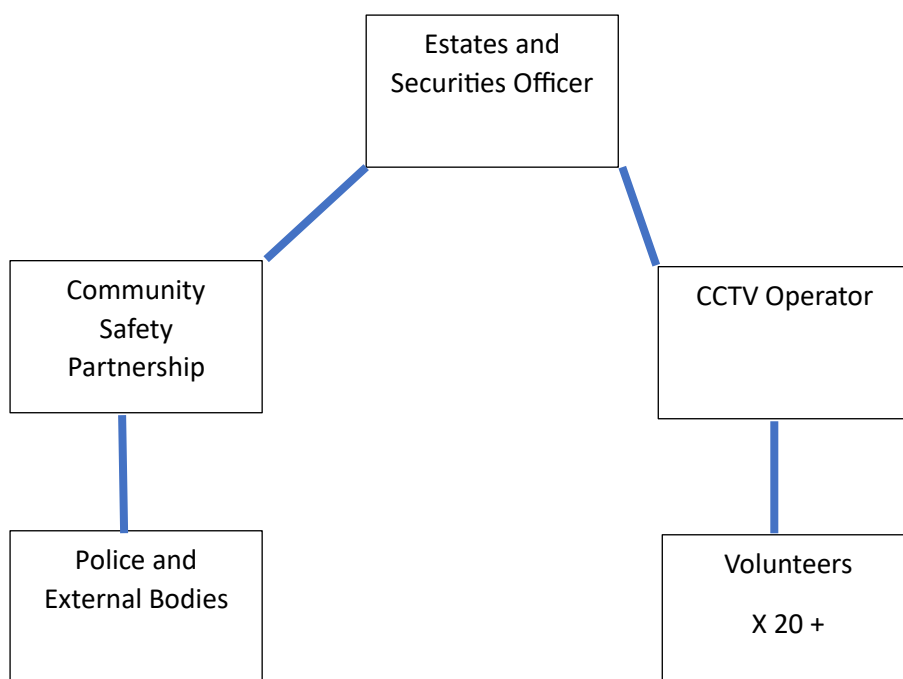 Estates and
Securities Officer
Community
Safety
Partnership
CCTV Operator
Police and
External Bodies
Volunteers
X 20 +